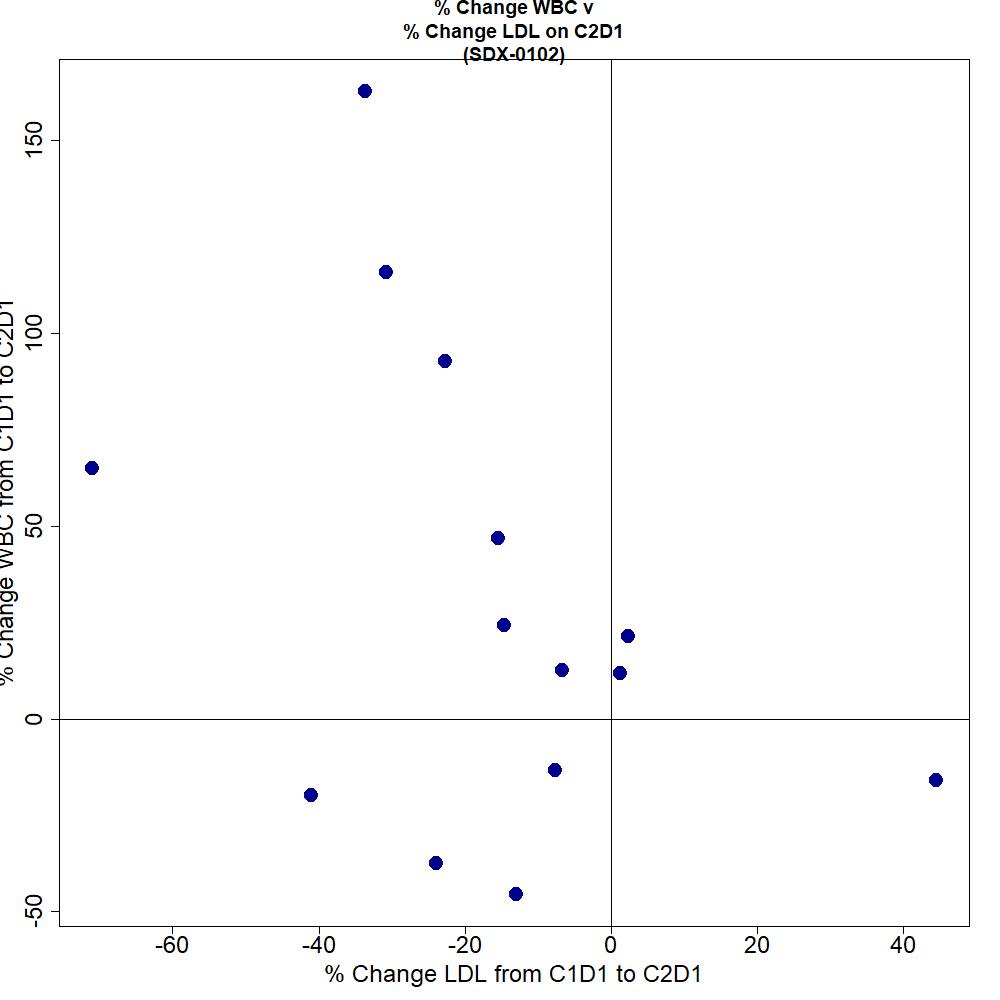 % Change WBC v
% Change LDL on C2D1
(SDX-0102)
% Change WBC from C1D1 to C2D1
150
100
50
0
-50
-60 -40 -20 0 20 40
% Change LDL from C1D1 to C2D1